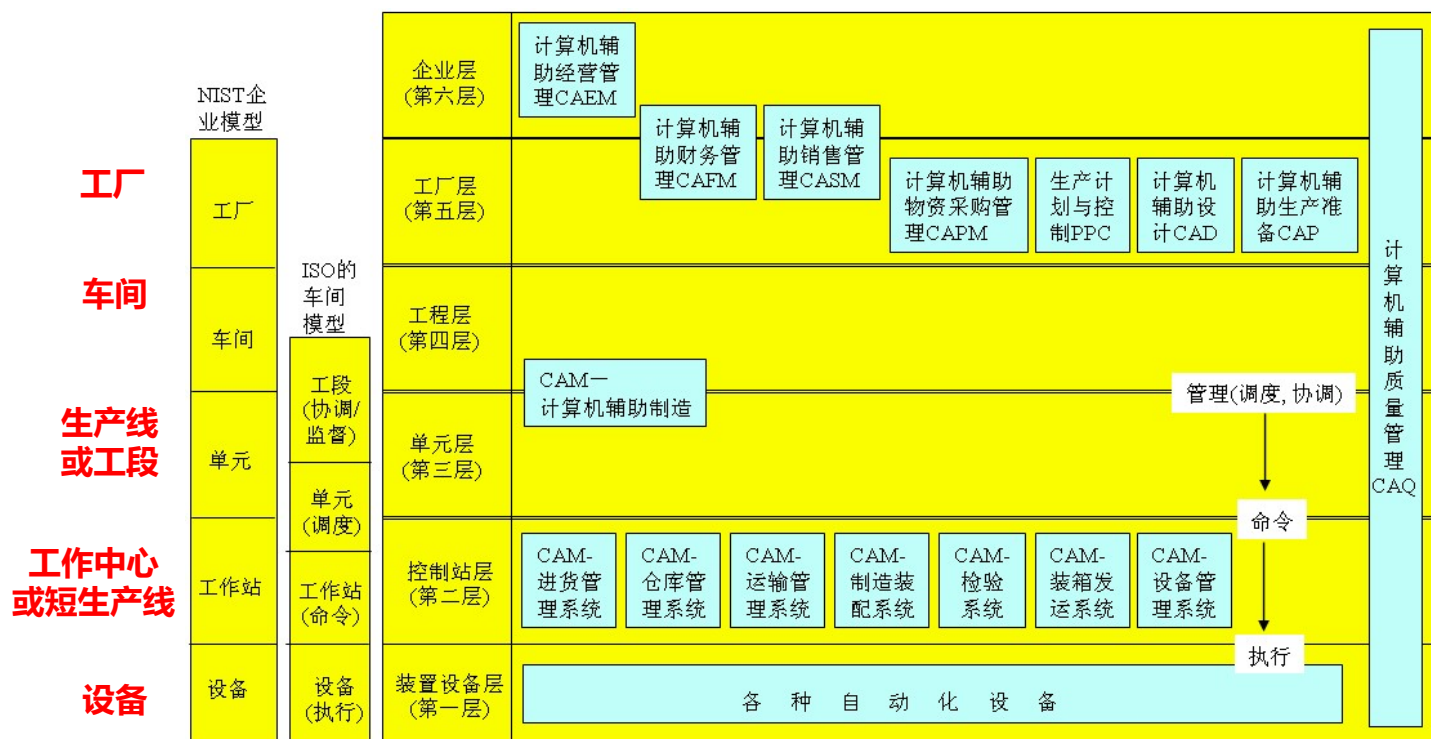 工厂
车间
生产线
或工段
工作中心
或短生产线
设备
NIST企
业模型
工厂
车间
单元
工作站
设备
ISO的
车间
模型
工段
(协调/
监督)
单元
(调度)
工作站
(命令)
设备
(执行)
企业层
(第六层)
工厂层
(第五层)
工程层
(第四层)
单元层
(第三层)
控制站层
(第二层)
装置设备层
(第一层)
计算机辅
助经营管
理CAEM
计算机辅
助财务管
理CAFM
计算机辅
助销售管
理CASM
计算机辅助
物资采购管
理CAPM
生产计
划与控
制PPC
计算机
辅助设
计CAD
计算机辅
助生产准
备CAP
CAM一
计算机辅助制造
管理(调度,协调)
命令
CAM-
进货管
理系统
CAM-
仓库管
理系统
CAM-
运输管
理系统
CAM-
制造装
配系统
CAM-
检验
系统
CAM-
装箱发
运系统
CAM-
设备管
理系统
执行
各种自动化设备
计
算
机
辅
助
质
量
管
理
CAQ